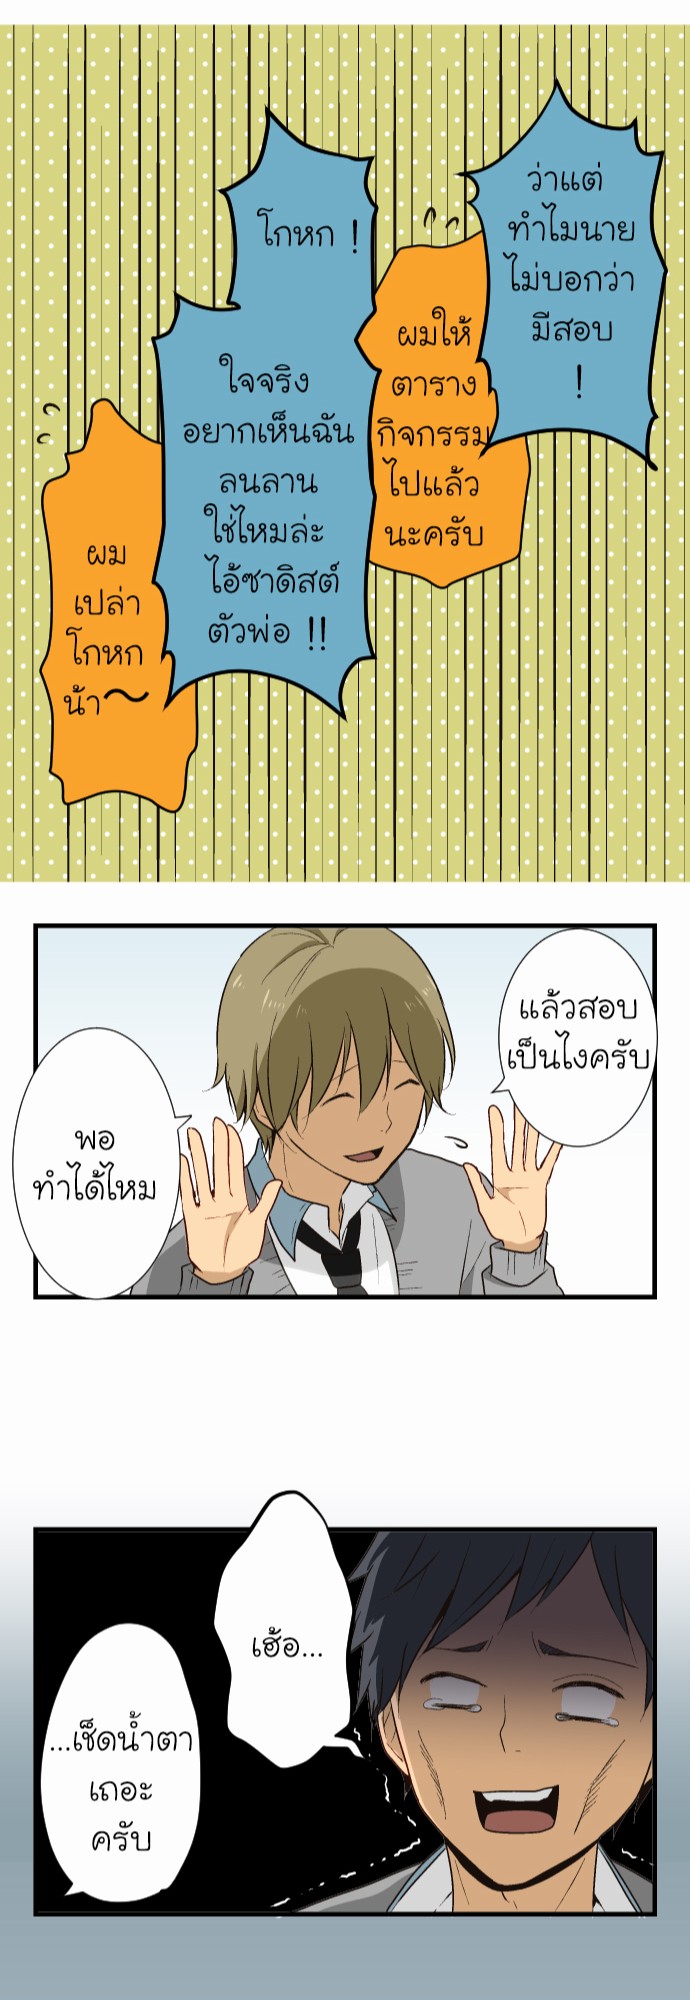 ว่าแต่
ทำไมนาย
ไม่บอกว่า
มีสอบ
!
ผมให้
ตาราง
กิจกรรม
ไปแล้ว
นะครับ
โกหก !
ใจจริง
อยากเห็นฉัน
ลนลาน
ใช่ไหมล่ะ
ไอ้ซาดิสต์
ตัวพ่อ !!
ผม
เปล่า
โกหก
น้า~
แล้วสอบ
เป็นไงครับ
พอ
ทำได้ไหม
เฮ้อ...
...เช็ดน้ำตา
เถอะ
ครับ